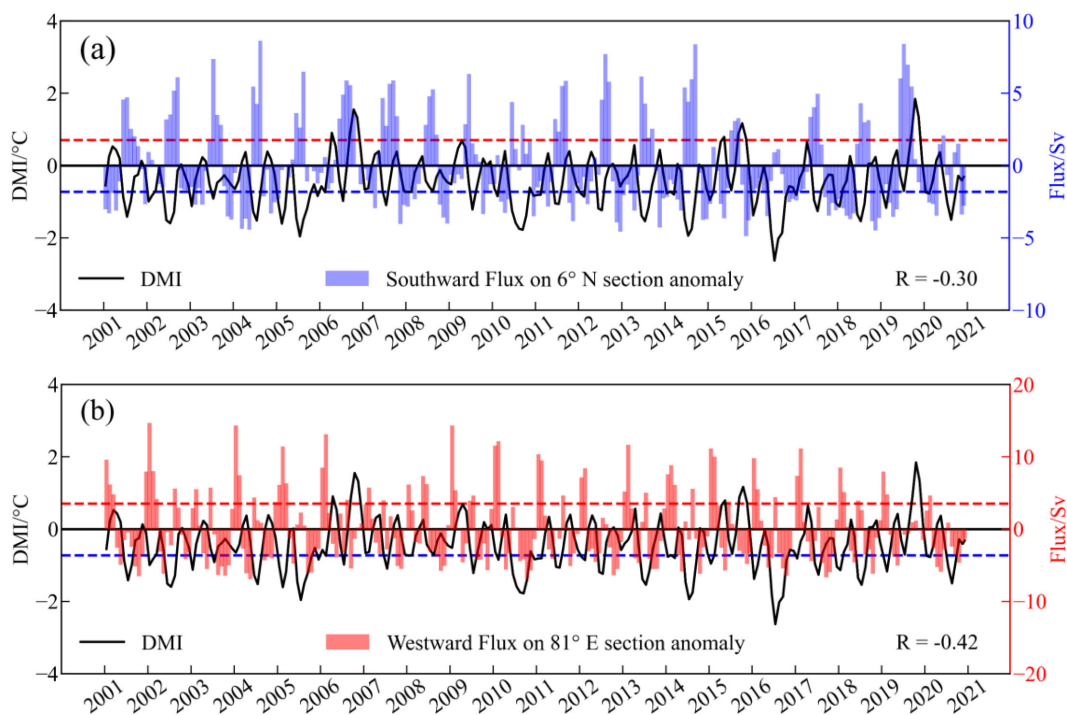 (a)
DMI/°C
4
2
0
−2
−4
Flux/Sv
10
5
0
−5
−10
DMI
Southward Flux on 6° N section anomaly
R = -0.30
2001 2002 2003 2004 2005 2006 2007 2008 2009 2010 2011 2012 2013 2014 2015 2016 2017 2018 2019 2020 2021
(b)
DMI/°C
4
2
0
−2
−4
Flux/Sv
20
10
0
−10
−20
DMI
Westward Flux on 81° E section anomaly
R = -0.42
2001 2002 2003 2004 2005 2006 2007 2008 2009 2010 2011 2012 2013 2014 2015 2016 2017 2018 2019 2020 2021